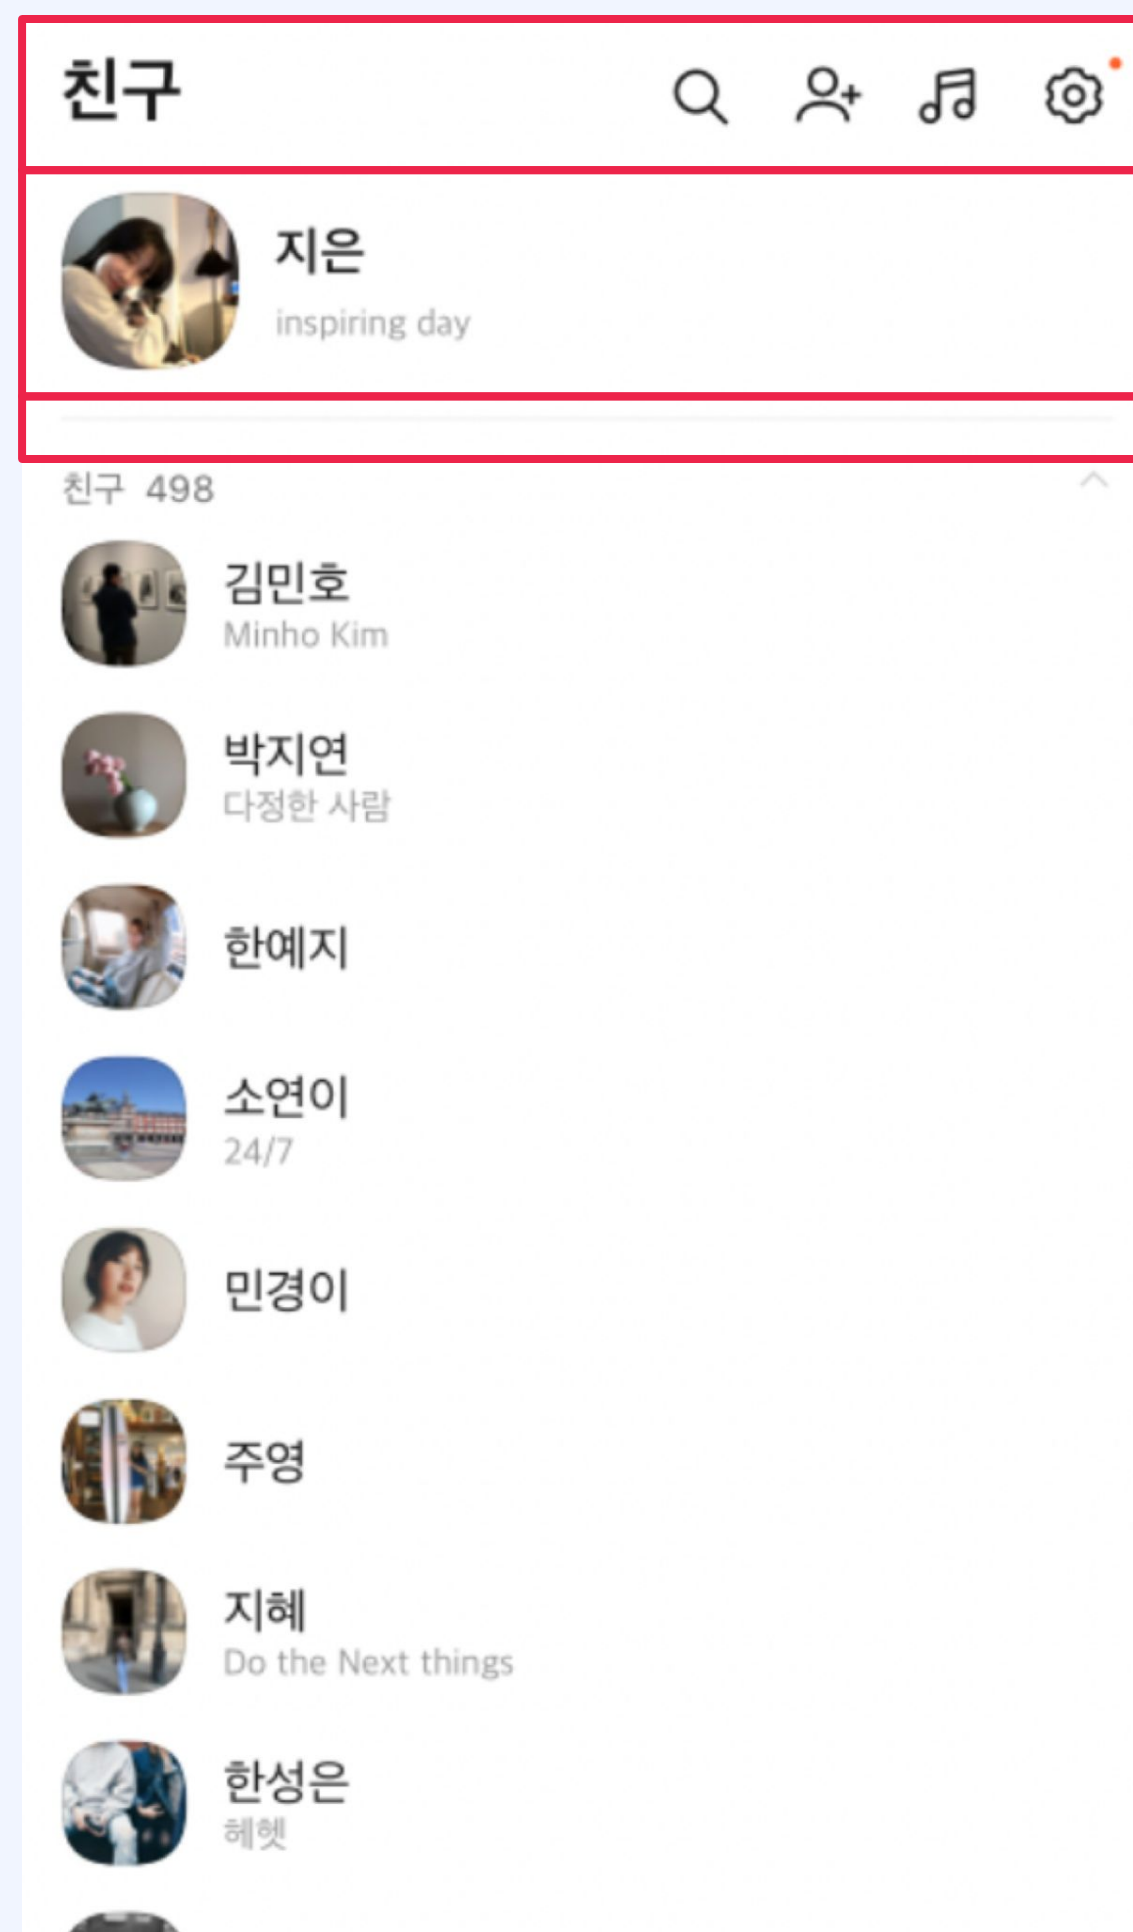 친구
지은
inspiring day
친구 498
김민호
Minho Kim
박지연
다정한 사람
한예지
소연이
24/7
민경이
주영
지혜
Do the Next things
한성은
헤헷